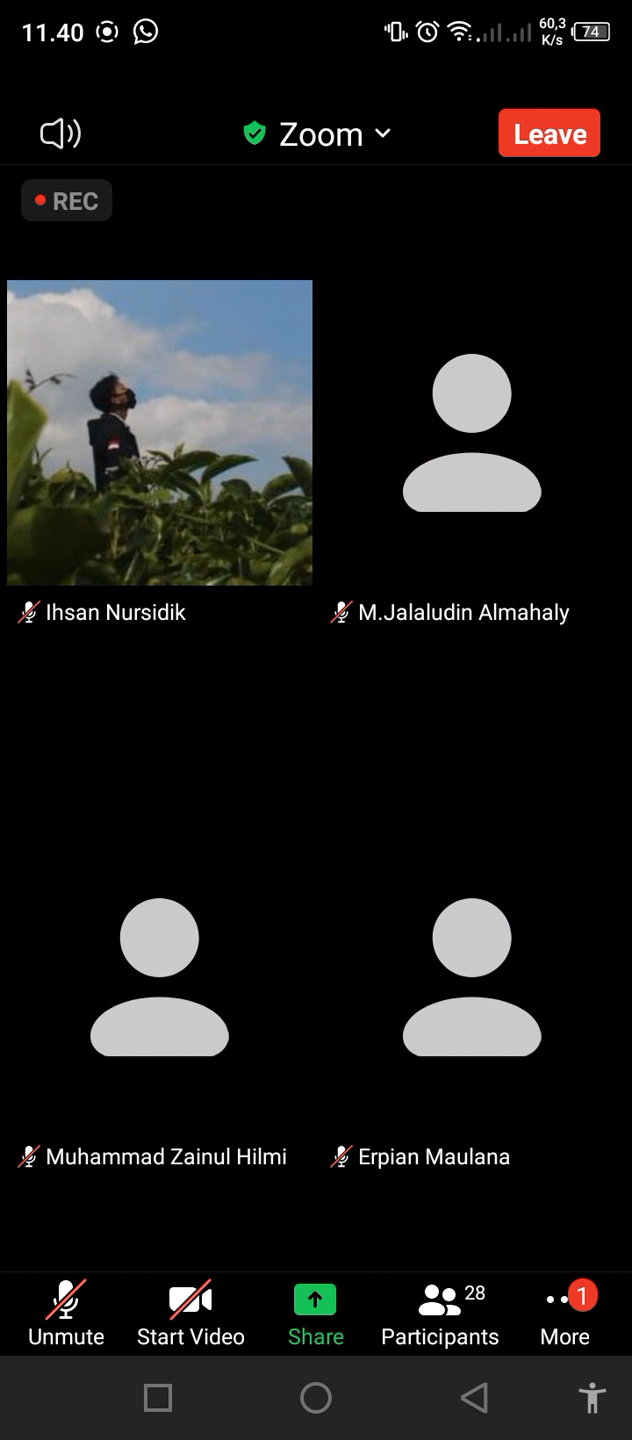 11.40
60,3
K/s
74
Zoom
Leave
REC
Ihsan Nursidik
M.Jalaludin Almahaly
Muhammad Zainul Hilmi
Erpian Maulana
28
1
Unmute
Start Video
Share
Participants
More